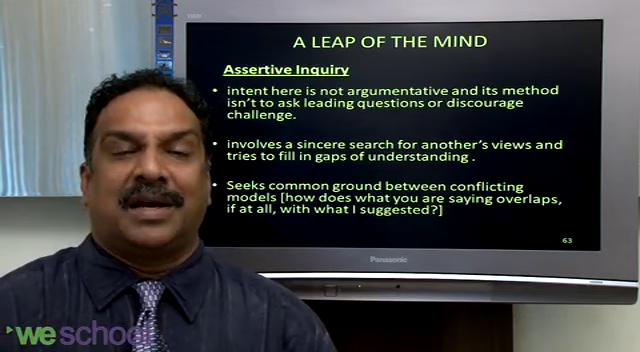 A LEAP OF THE MIND
Assertive Inquiry
• intent here is not argumentative and its method
isn't to ask leading questions or discourage
challenge.
• involves a sincere search for another's views and
tries to fill in gaps of understanding .
• Seeks common ground between conflicting
models [how does what you are saying overlaps,
if at all, with what I suggested?]
63
Panasonic
we school